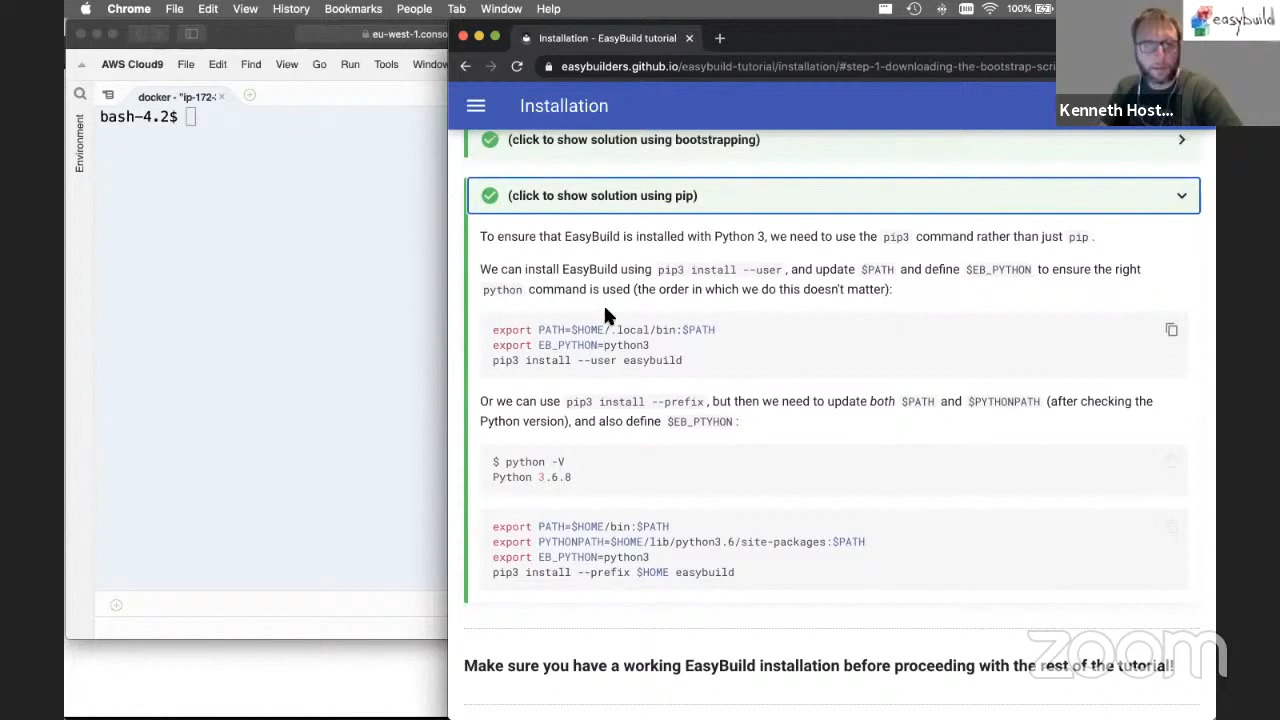 Chrome File Edit View History Bookmarks People Tab Window Help 100%
easybuild
eu-west-1.conso
Installation - EasyBuild tutorial
AWS Cloud9 File Edit Find View Go Run Tools Window
easybuilders.github.io/easybuild-tutorial/installation/#step-1-downloading-the-bootstrap-scri
docker - "ip-172-
Kenneth Host...
bash-4.2$
Installation
Environment
(click to show solution using bootstrapping)
(click to show solution using pip)
To ensure that EasyBuild is installed with Python 3, we need to use the pip3 command rather than just pip .
We can install EasyBuild using pip3 install --user , and update $PATH and define $EB_PYTHON to ensure the right
python command is used (the order in which we do this doesn't matter):
export PATH=$HOME/.local/bin:$PATH
export EB_PYTHON=python3
pip3 install --user easybuild
Or we can use pip3 install --prefix , but then we need to update both $PATH and $PYTHONPATH (after checking the
Python version), and also define $EB_PTYHON :
$ python -V
Python 3.6.8
export PATH=$HOME/bin:$PATH
export PYTHONPATH=$HOME/lib/python3.6/site-packages:$PATH
export EB_PYTHON=python3
pip3 install --prefix $HOME easybuild
Make sure you have a working EasyBuild installation before proceeding with the rest of the tutorial!
zoom